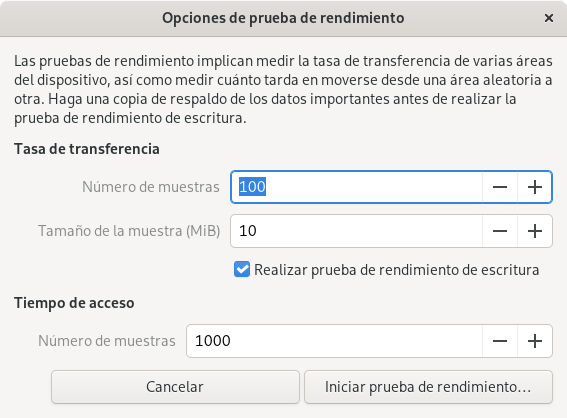 Opciones de prueba de rendimiento
Las pruebas de rendimiento implican medir la tasa de transferencia de varias áreas
del dispositivo, así como medir cuánto tarda en moverse desde una área aleatoria a
otra. Haga una copia de respaldo de los datos importantes antes de realizar la
prueba de rendimiento de escritura.
Tasa de transferencia
Número de muestras 100
Tamaño de la muestra (MiB) 10
Realizar prueba de rendimiento de escritura
Tiempo de acceso
Número de muestras 1000
Cancelar Iniciar prueba de rendimiento…